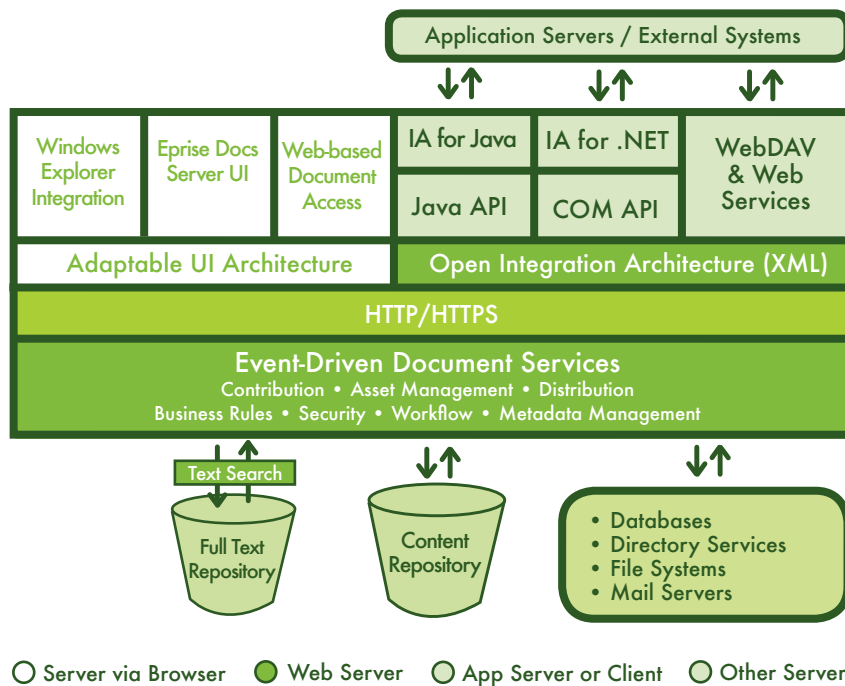 Application Servers / External Systems
Windows
Explorer
Integration
Eprise Docs
Server UI
Web-based
Document
Access
IA for Java
IA for .NET
WebDAV
& Web
Services
Java API
COM API
Adaptable UI Architecture
Open Integration Architecture (XML)
HTTP/HTTPS
Event-Driven Document Services
Contribution • Asset Management • Distribution
Business Rules • Security • Workflow • Metadata Management
Text Search
Full Text
Repository
Content
Repository
• Databases
• Directory Services
• File Systems
• Mail Servers
Server via Browser
Web Server
App Server or Client
Other Server